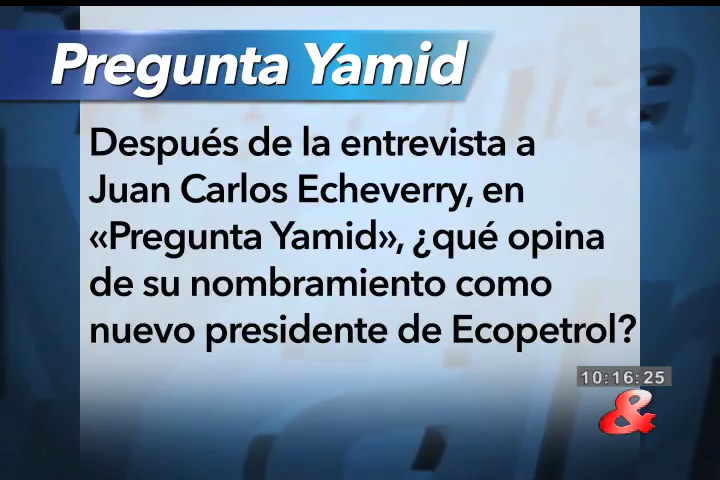 Pregunta Yamid
Después de la entrevista a
Juan Carlos Echeverry, en
«Pregunta Yamid», ¿qué opina
de su nombramiento como
nuevo presidente de Ecopetrol?
10:16:25
&